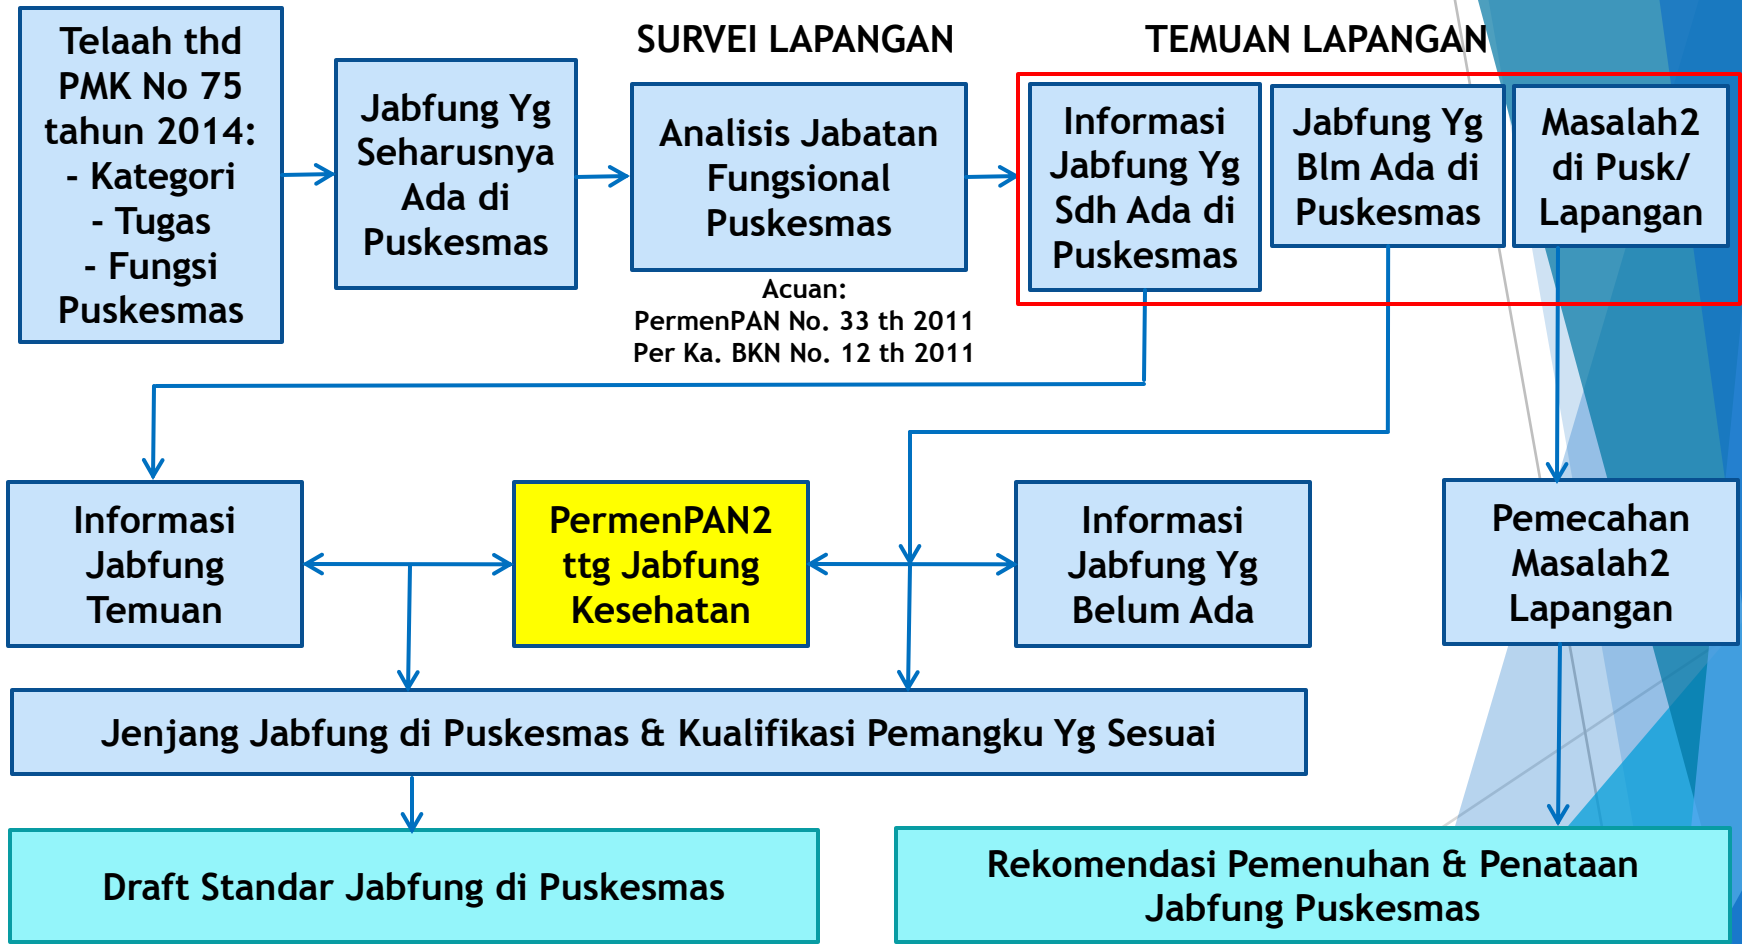 Telaah thd
PMK No 75
tahun 2014:
- Kategori
- Tugas
- Fungsi
Puskesmas
Jabfung Yg
Seharusnya
Ada di
Puskesmas
SURVEI LAPANGAN
Analisis Jabatan
Fungsional
Puskesmas
Acuan:
PermenPAN No. 33 th 2011
Per Ka. BKN No. 12 th 2011
TEMUAN LAPANGAN
Informasi
Jabfung Yg
Sdh Ada di
Puskesmas
Jabfung Yg
Blm Ada di
Puskesmas
Masalah2
di Pusk/
Lapangan
Informasi
Jabfung
Temuan
PermenPAN2
ttg Jabfung
Kesehatan
Informasi
Jabfung Yg
Belum Ada
Pemecahan
Masalah2
Lapangan
Jenjang Jabfung di Puskesmas & Kualifikasi Pemangku Yg Sesuai
Draft Standar Jabfung di Puskesmas
Rekomendasi Pemenuhan & Penataan
Jabfung Puskesmas